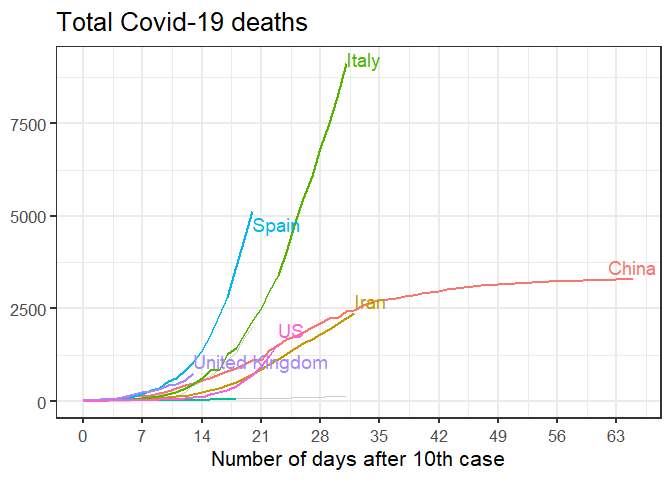 Total Covid-19 deaths
Italy
7500
5000
Spain
China
2500
Iran
US
United Kingdom
0
0 7 14 21 28 35 42 49 56 63
Number of days after 10th case